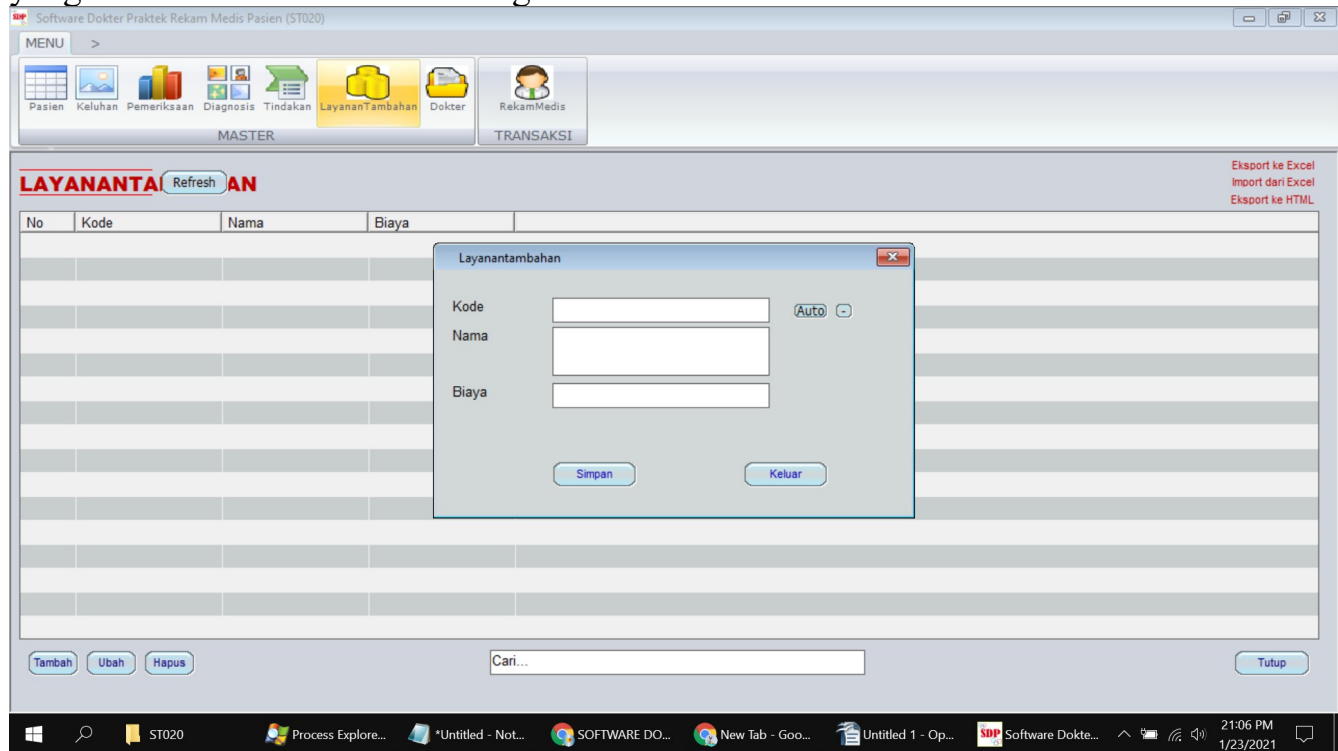 Software Dokter Praktek Rekam Medis Pasien (ST020)
MENU >
Pasien Keluhan Pemeriksaan Diagnosis Tindakan LayananTambahan Dokter RekamMedis
MASTER TRANSAKSI
Eksport ke Excel
LAYANANTA Refresh AN Import dari Excel
Eksport ke HTML
No Kode Nama Biaya
Layanantambahan
Kode Auto -
Nama
Biaya
Simpan Keluar
Tambah Ubah Hapus Cari... Tutup
ST020 Process Explore... *Untitled - Not... SOFTWARE DO... New Tab - Goo... Untitled 1 - Op... SDP Software Dokte... 21:06 PM
1/23/2021